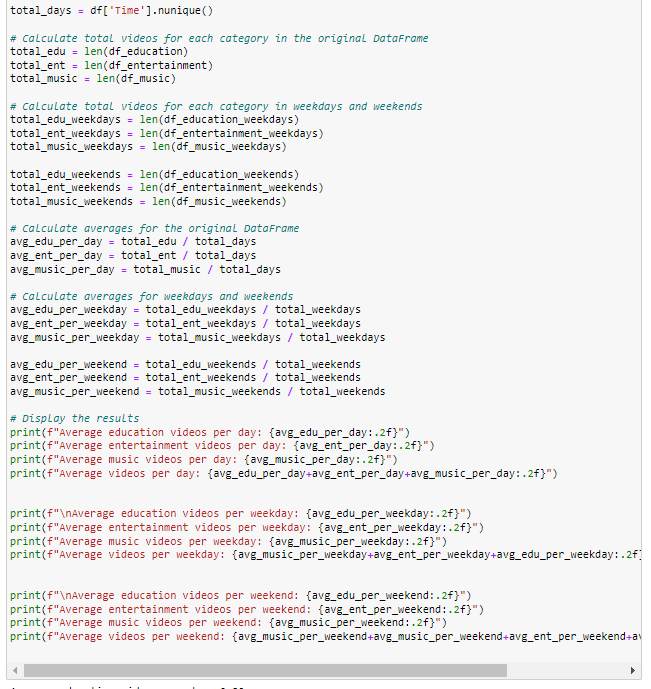 total_days = df['Time'].nunique()
# Calculate total videos for each category in the original DataFrame
total_edu = len(df_education)
total_ent = len(df_entertainment)
total_music = len(df_music)
# Calculate total videos for each category in weekdays and weekends
total_edu_weekdays = len(df_education_weekdays)
total_ent_weekdays = len(df_entertainment_weekdays)
total_music_weekdays = len(df_music_weekdays)
total_edu_weekends = len(df_education_weekends)
total_ent_weekends = len(df_entertainment_weekends)
total_music_weekends = len(df_music_weekends)
# Calculate averages for the original DataFrame
avg_edu_per_day = total_edu / total_days
avg_ent_per_day = total_ent / total_days
avg_music_per_day = total_music / total_days
# Calculate averages for weekdays and weekends
avg_edu_per_weekday = total_edu_weekdays / total_weekdays
avg_ent_per_weekday = total_ent_weekdays / total_weekdays
avg_music_per_weekday = total_music_weekdays / total_weekdays
avg_edu_per_weekend = total_edu_weekends / total_weekends
avg_ent_per_weekend = total_ent_weekends / total_weekends
avg_music_per_weekend = total_music_weekends / total_weekends
# Display the results
print(f"Average education videos per day: {avg_edu_per_day:.2f}")
print(f"Average entertainment videos per day: {avg_ent_per_day:.2f}")
print(f"Average music videos per day: {avg_music_per_day:.2f}")
print(f"Average videos per day: {avg_edu_per_day+avg_ent_per_day+avg_music_per_day:.2f}")
print(f"\nAverage education videos per weekday: {avg_edu_per_weekday:.2f}")
print(f"Average entertainment videos per weekday: {avg_ent_per_weekday:.2f}")
print(f"Average music videos per weekday: {avg_music_per_weekday:.2f}")
print(f"Average videos per weekday: {avg_music_per_weekday+avg_ent_per_weekday+avg_edu_per_weekday:.2f}
print(f"\nAverage education videos per weekend: {avg_edu_per_weekend:.2f}")
print(f"Average entertainment videos per weekend: {avg_ent_per_weekend:.2f}")
print(f"Average music videos per weekend: {avg_music_per_weekend:.2f}")
print(f"Average videos per weekend: {avg_music_per_weekend+avg_music_per_weekend+avg_ent_per_weekend+av